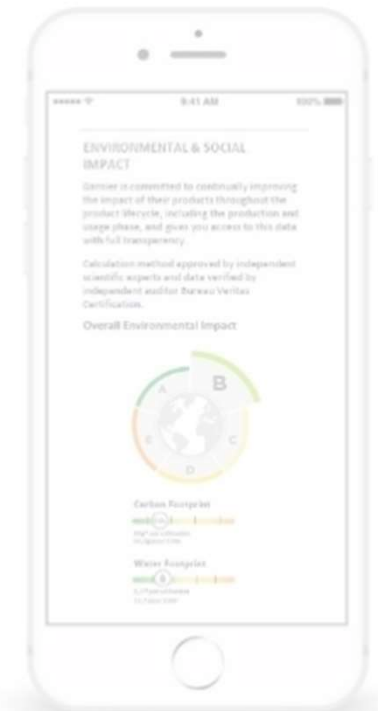 9:41 AM
100%
ENVIRONMENTAL & SOCIAL
IMPACT
Garnier is committed to continually improving
the impact of their products throughout the
product lifecycle, including the production and
usage phase, and gives you access to this data
with full transparency.
Calculation method approved by independent
scientific experts and data verified by
independent auditor Bureau Veritas
Certification.
Overall Environmental Impact
A
B
C
D
E
Carbon Footprint
Water Footprint